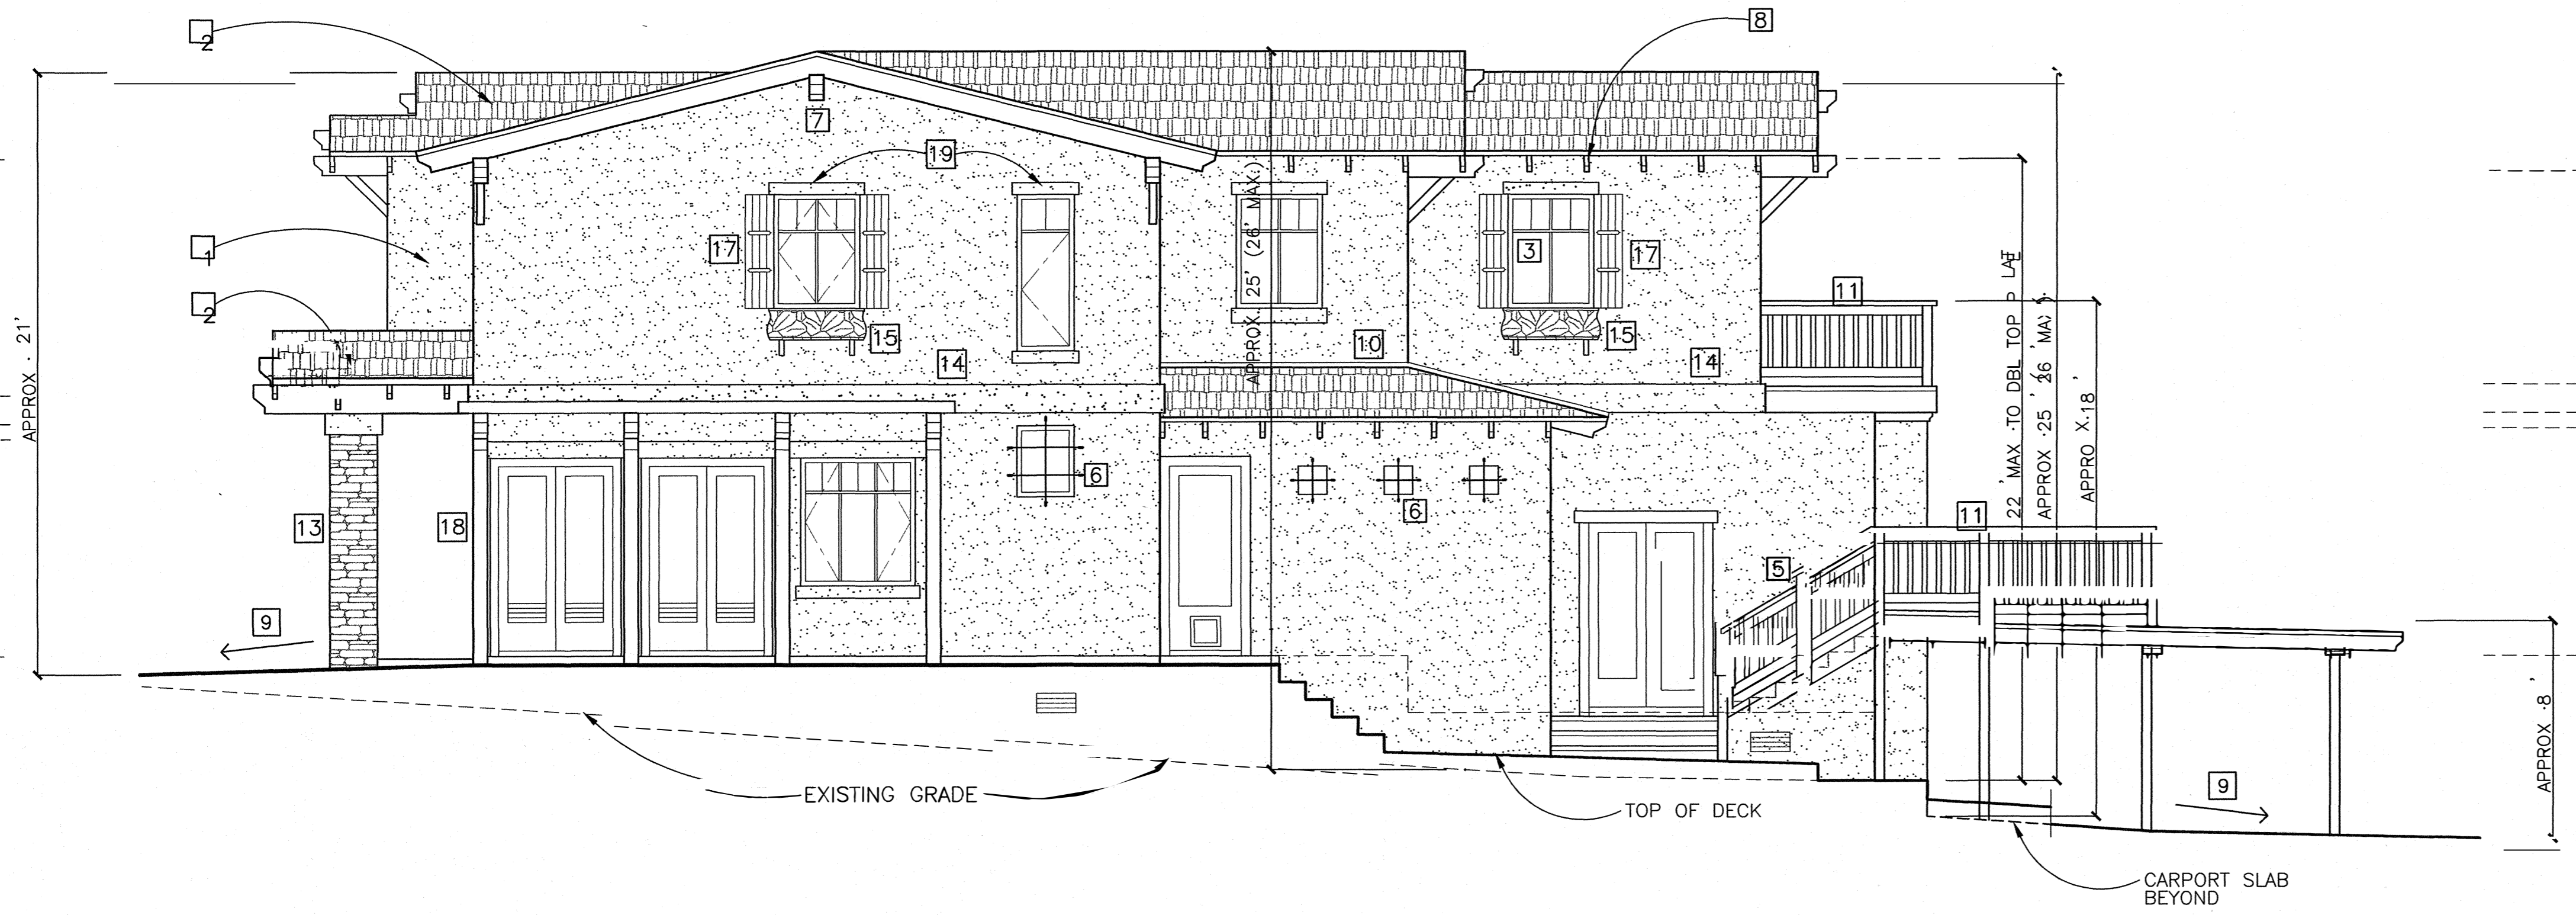 2
8
7
19
1
17
3
17
2
11
APPROX . 21'
APPROX. 25' (26' MAX.)
22 'MAX .TO DBL TOP P LAT E
APPROX .25 ' (26 'MAX ).
APPRO X.18 '
15
10
15
14
14
6
6
13
18
11
5
9
APPROX .8 '
9
EXISTING GRADE
TOP OF DECK
CARPORT SLAB
BEYOND